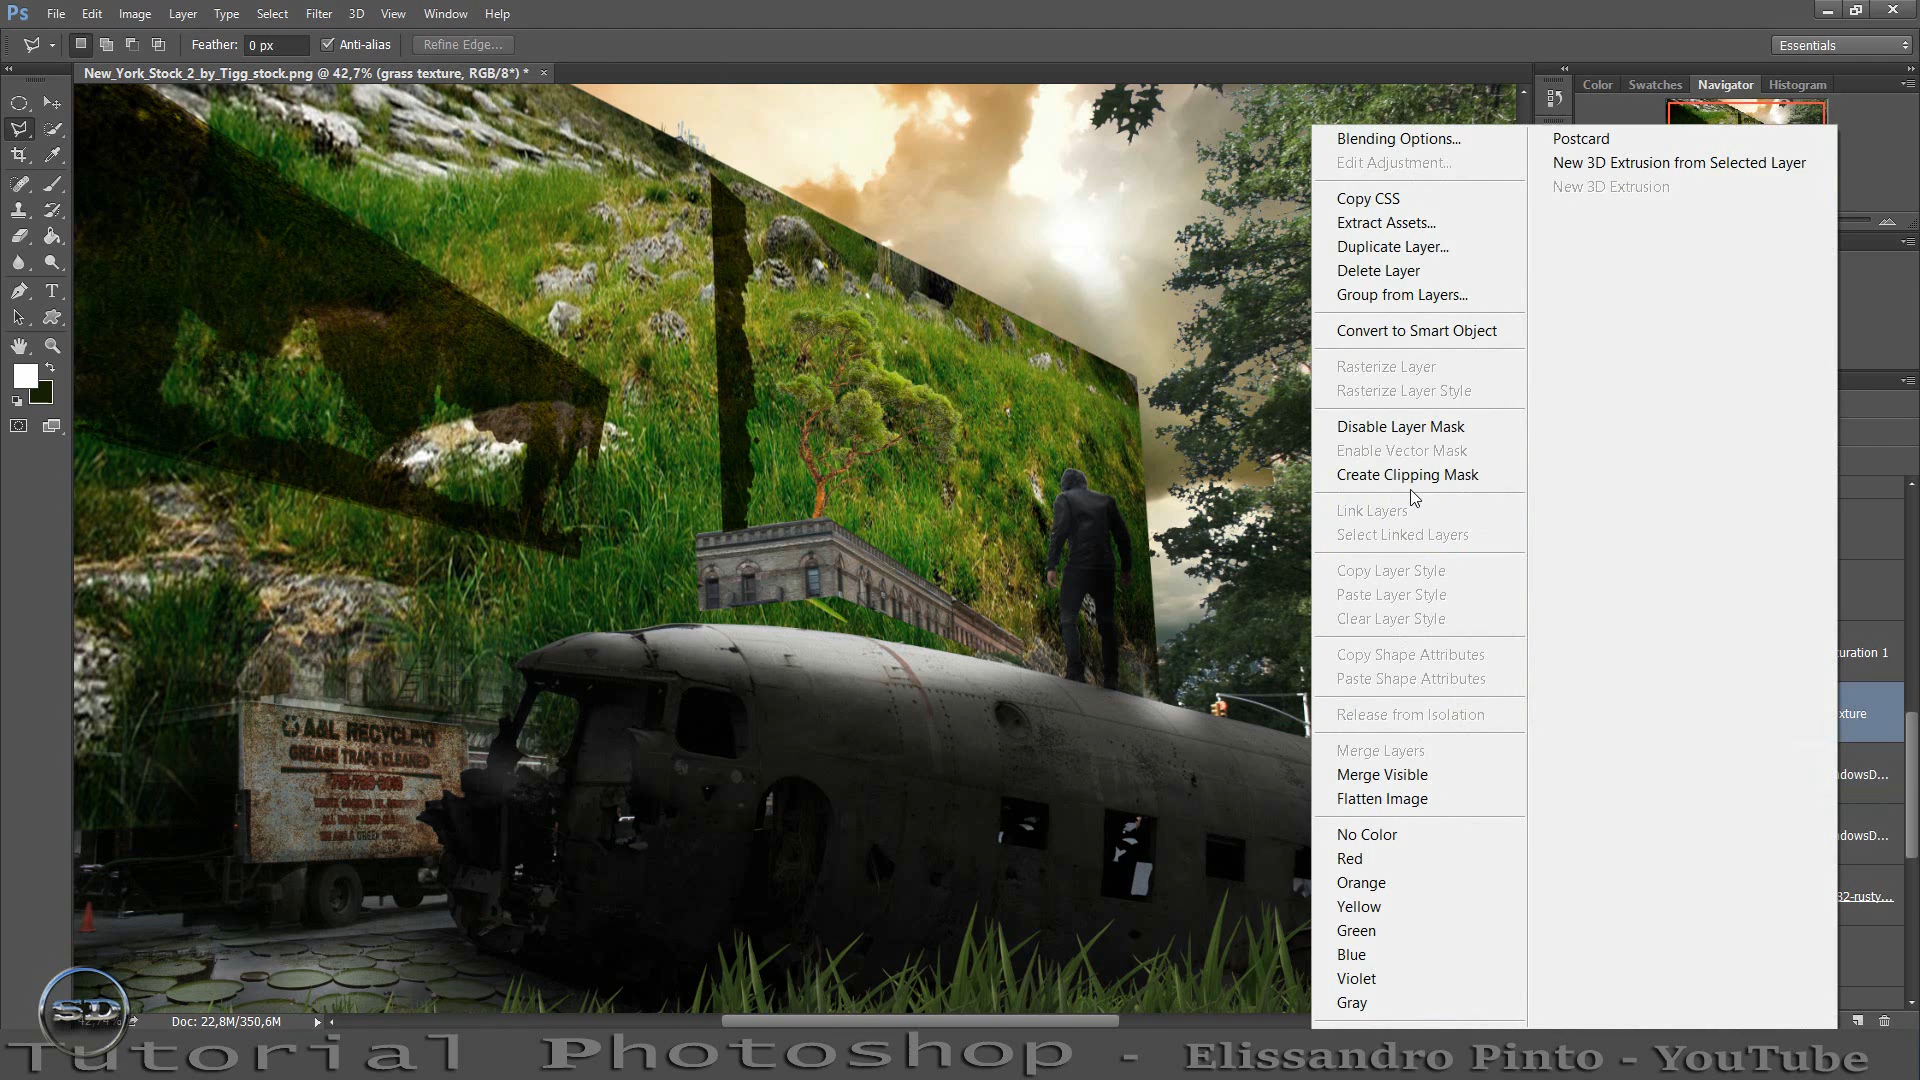 Ps File Edit Image Layer Type Select Filter 3D View Window Help
Feather: 0 px Anti-alias Refine Edge... Essentials
New_York_Stock_2_by_Tigg_stock.png @ 42,7% (grass texture, RGB/8*) * ×
Color Swatches Navigator Histogram
Blending Options...
Edit Adjustment...
Copy CSS
Extract Assets...
Duplicate Layer...
Delete Layer
Group from Layers...
Convert to Smart Object
Rasterize Layer
Rasterize Layer Style
Disable Layer Mask
Enable Vector Mask
Create Clipping Mask
Link Layers
Select Linked Layers
Copy Layer Style
Paste Layer Style
Clear Layer Style
Copy Shape Attributes
Paste Shape Attributes
Release from Isolation
Merge Layers
Merge Visible
Flatten Image
No Color
Red
Orange
Yellow
Green
Blue
Violet
Gray
Postcard
New 3D Extrusion from Selected Layer
New 3D Extrusion
uration 1
xture
ndowsD...
ndowsD...
32-rusty...
A&L RECYCLING
GREASE TRAPS CLEANED
SD
Doc: 22,8M/350,6M
Tutorial Photoshop - Elissandro Pinto - YouTube